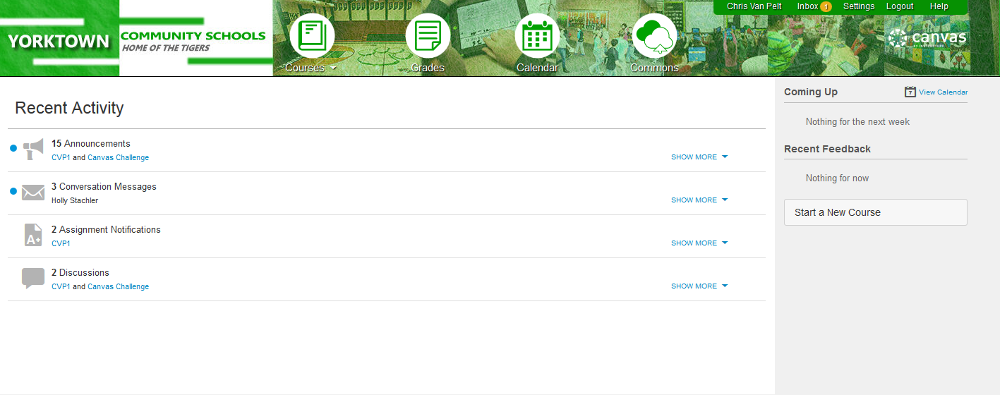 Chris Van Pelt Inbox 1 Settings Logout Help
YORKTOWN
COMMUNITY SCHOOLS
HOME OF THE TIGERS
canvas
BY INSTRUCTURE
Courses Grades Calendar Commons
Recent Activity
15 Announcements
CVP1 and Canvas Challenge
SHOW MORE
3 Conversation Messages
Holly Stachler
SHOW MORE
A+
2 Assignment Notifications
CVP1
SHOW MORE
2 Discussions
CVP1 and Canvas Challenge
SHOW MORE
Coming Up
7 View Calendar
Nothing for the next week
Recent Feedback
Nothing for now
Start a New Course